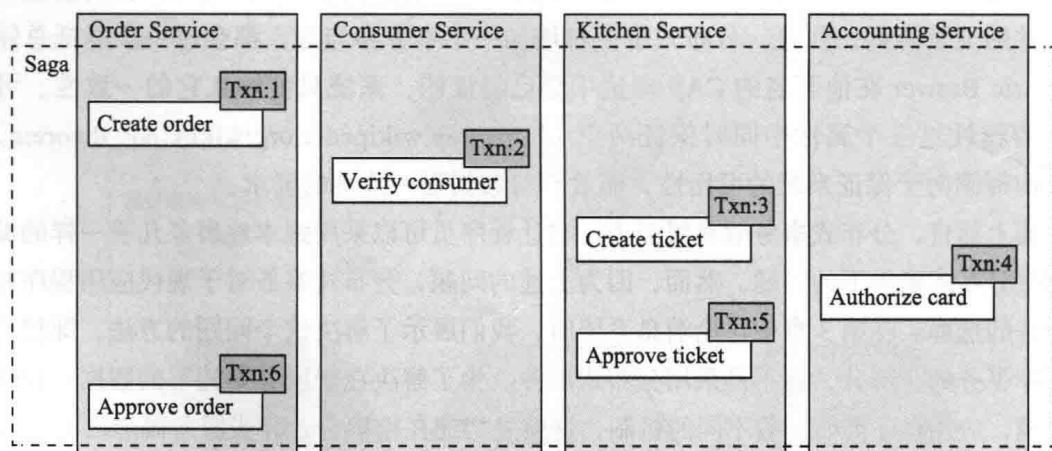 Order Service
Consumer Service
Kitchen Service
Accounting Service
Saga
Txn:1
Create order
Txn:2
Verify consumer
Txn:3
Create ticket
Txn:4
Authorize card
Txn:5
Approve ticket
Txn:6
Approve order